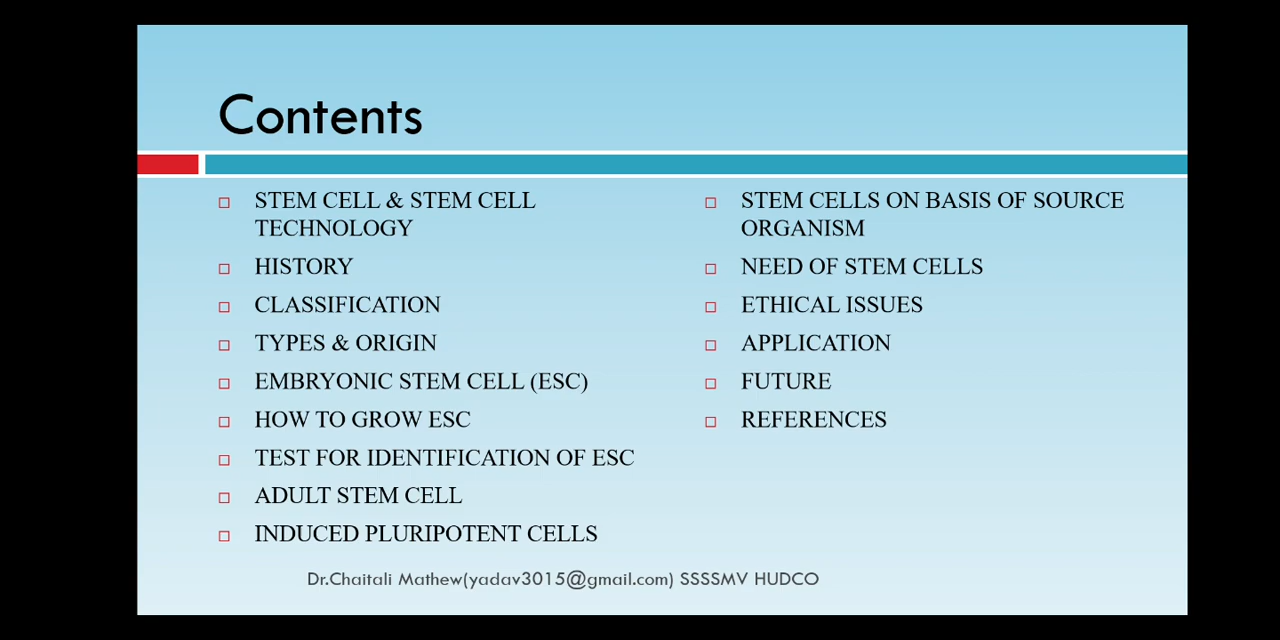 Contents
STEM CELL & STEM CELL
TECHNOLOGY
HISTORY
CLASSIFICATION
TYPES & ORIGIN
EMBRYONIC STEM CELL (ESC)
HOW TO GROW ESC
TEST FOR IDENTIFICATION OF ESC
ADULT STEM CELL
INDUCED PLURIPOTENT CELLS
STEM CELLS ON BASIS OF SOURCE
ORGANISM
NEED OF STEM CELLS
ETHICAL ISSUES
APPLICATION
FUTURE
REFERENCES
Dr.Chaitali Mathew(yadav3015@gmail.com) SSSSMV HUDCO